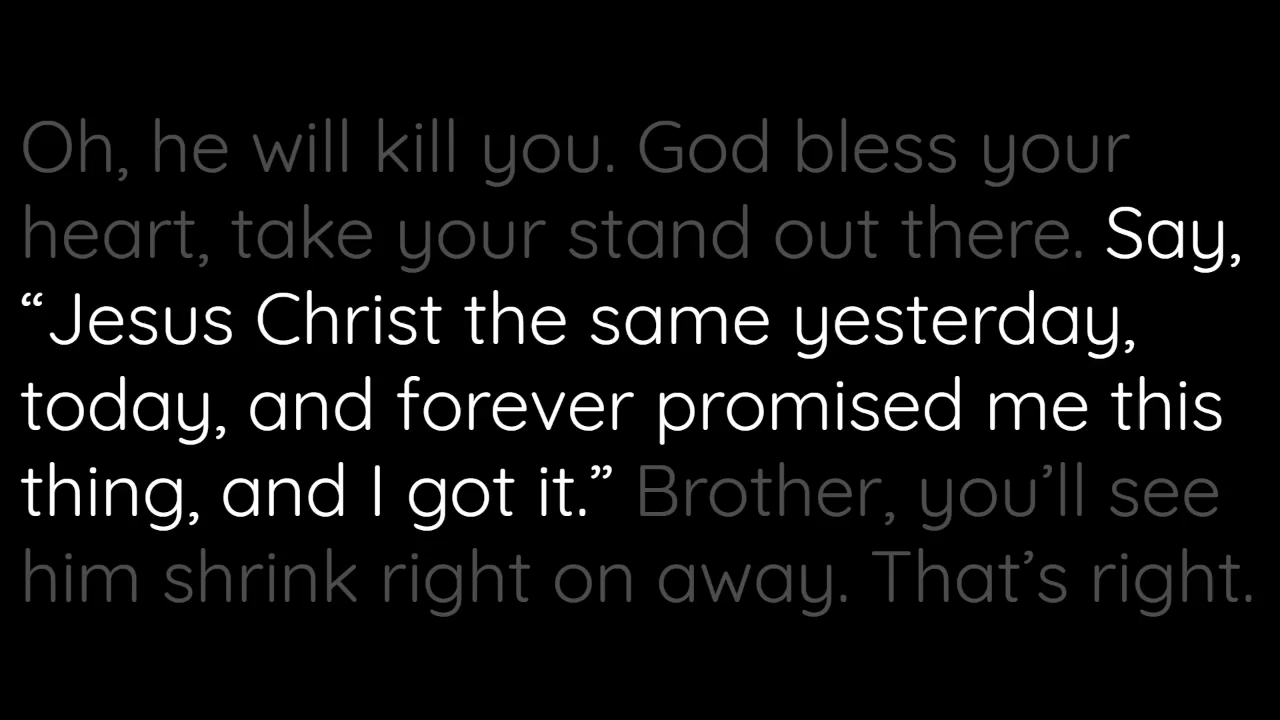 Oh, he will kill you. God bless your
heart, take your stand out there. Say,
“Jesus Christ the same yesterday,
today, and forever promised me this
thing, and I got it.” Brother, you’ll see
him shrink right on away. That’s right.